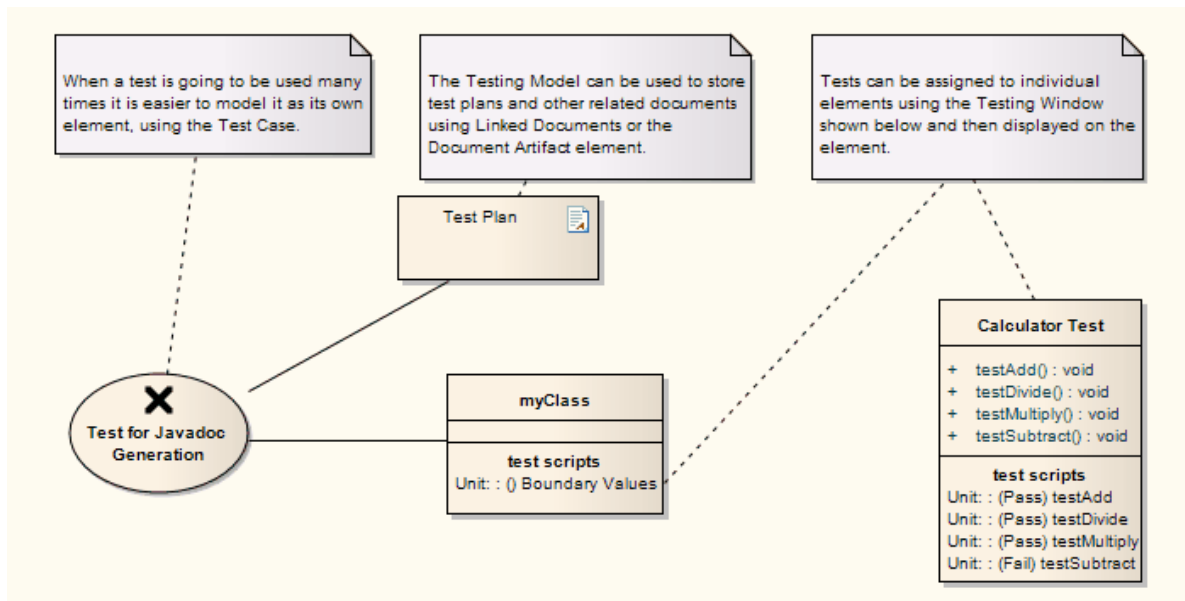 When a test is going to be used many
times it is easier to model it as its own
element, using the Test Case.
The Testing Model can be used to store
test plans and other related documents
using Linked Documents or the
Document Artifact element.
Tests can be assigned to individual
elements using the Testing Window
shown below and then displayed on the
element.
Test Plan
Test for Javadoc
Generation
myClass
test scripts
Unit: : () Boundary Values
Calculator Test
+ testAdd() : void
+ testDivide() : void
+ testMultiply() : void
+ testSubtract() : void
test scripts
Unit: : (Pass) testAdd
Unit: : (Pass) testDivide
Unit: : (Pass) testMultiply
Unit: : (Fail) testSubtract